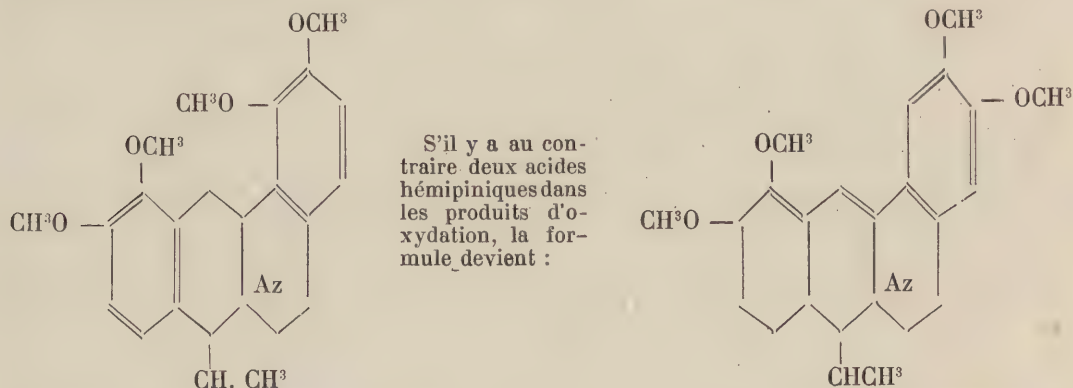 OCH³
CH³O
OCH³
CH³O
Az
CH. CH³
S'il y a au con-
traire deux acides
hémipiniques dans
les produits d'o-
xydation, la for-
mule devient :
OCH³
OCH³
OCH³
CH³O
Az
CHCH³